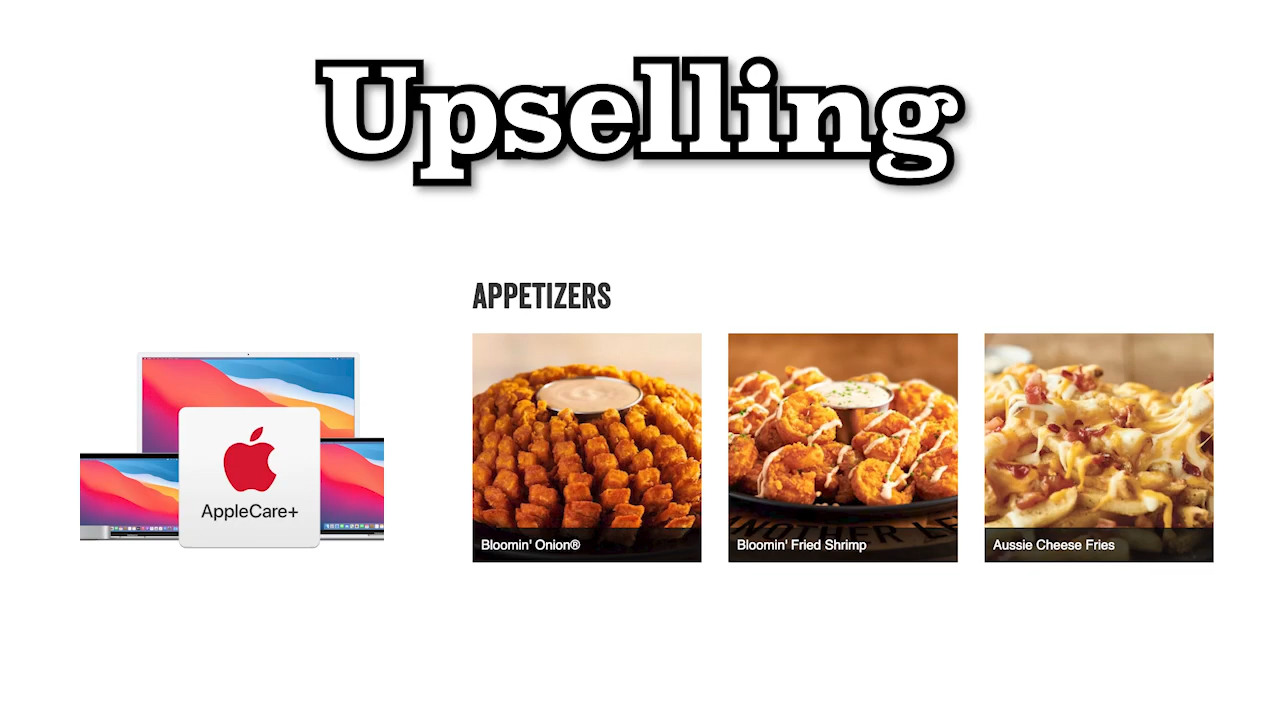 Upselling
APPETIZERS
AppleCare+
Bloomin' Onion®
Bloomin' Fried Shrimp
Aussie Cheese Fries